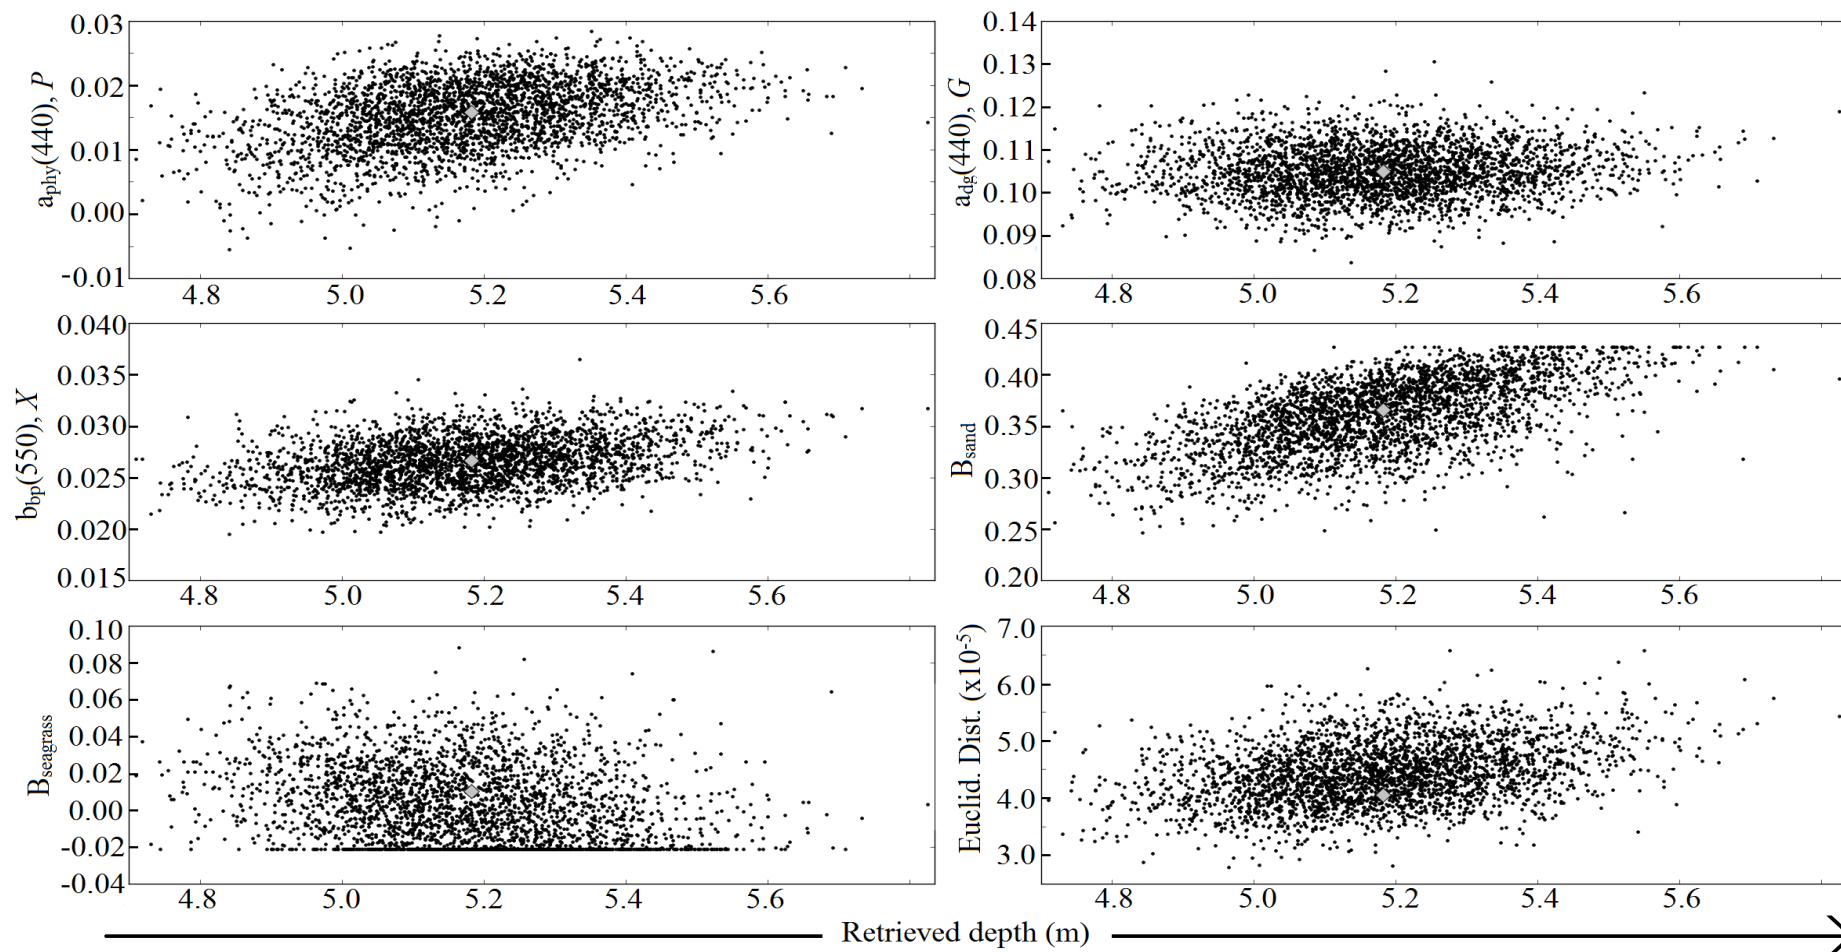 0.03
0.02
0.01
0.00
-0.01
a_phy(440), P
4.8 5.0 5.2 5.4 5.6
0.14
0.13
0.12
0.11
0.10
0.09
0.08
a_dg(440), G
4.8 5.0 5.2 5.4 5.6
0.040
0.035
0.030
0.025
0.020
0.015
b_bp(550), X
4.8 5.0 5.2 5.4 5.6
0.45
0.40
0.35
0.30
0.25
0.20
B_sand
4.8 5.0 5.2 5.4 5.6
0.10
0.08
0.06
0.04
0.02
0.00
-0.02
-0.04
B_seagrass
4.8 5.0 5.2 5.4 5.6
7.0
6.0
5.0
4.0
3.0
Euclid. Dist. (x10⁻⁵)
4.8 5.0 5.2 5.4 5.6
Retrieved depth (m)